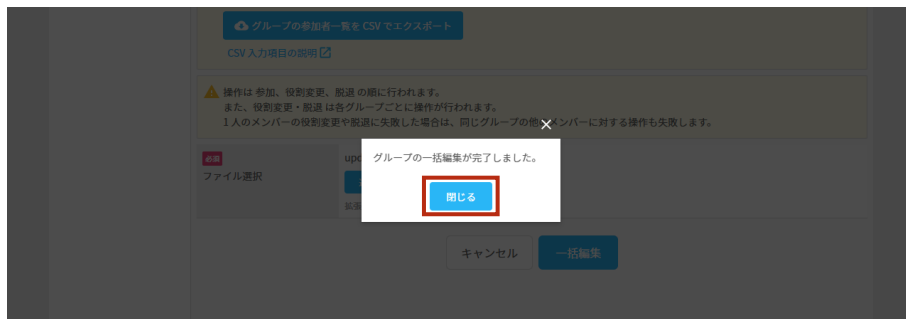 グループの参加者一覧を CSV でエクスポート
CSV 入力項目の説明
操作は 参加、役割変更、脱退 の順に行われます。
また、役割変更・脱退 は各グループごとに操作が行われます。
1 人のメンバーの役割変更や脱退に失敗した場合は、同じグループの他 メンバーに対する操作も失敗します。
必須
ファイル選択
グループの一括編集が完了しました。
閉じる
キャンセル
一括編集